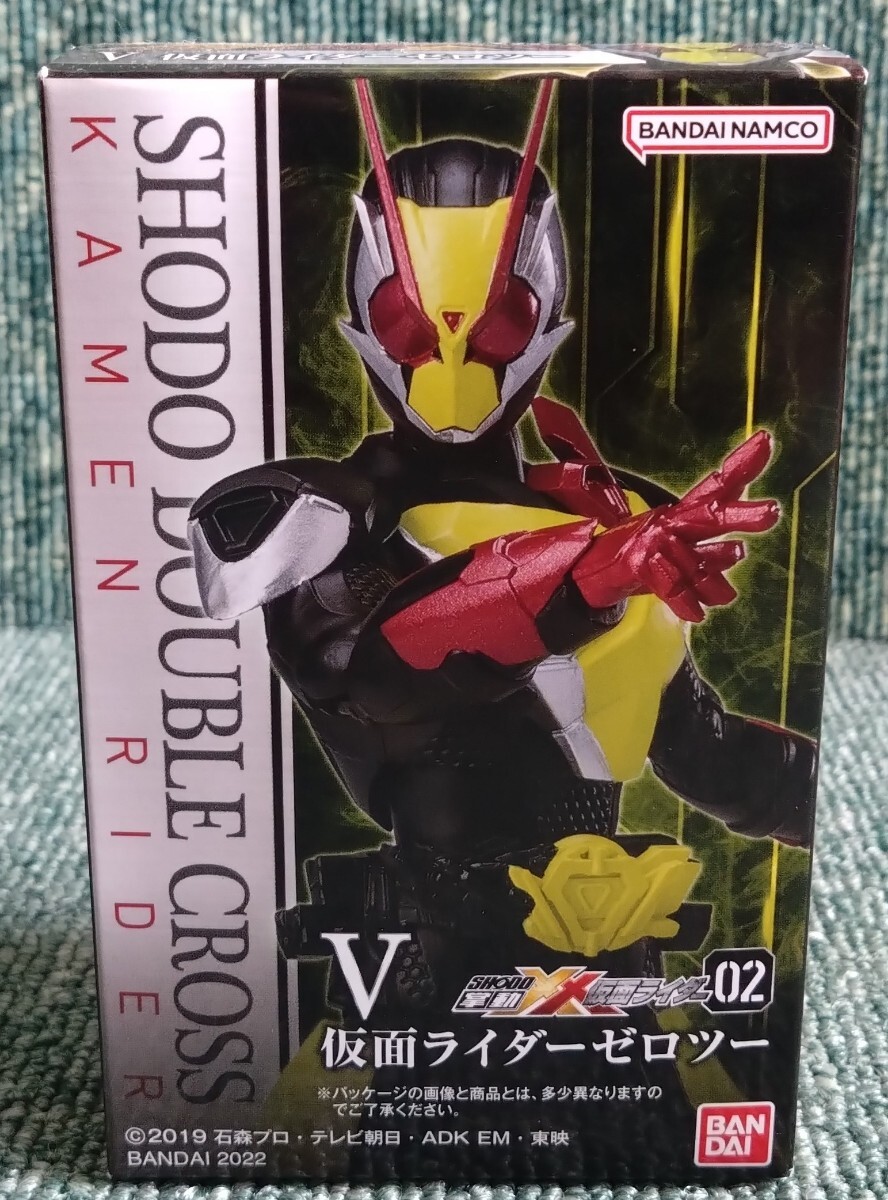 BANDAI NAMCO
SHODO DOUBLE CROSS
KAMEN RIDER
V
SHODO
掌動 XX 仮面ライダー 02
仮面ライダーゼロツー
※パッケージの画像と商品とは、多少異なりますの
でご了承ください。
©2019 石森プロ・テレビ朝日・ADK EM・東映
BANDAI 2022
BAN
DAI